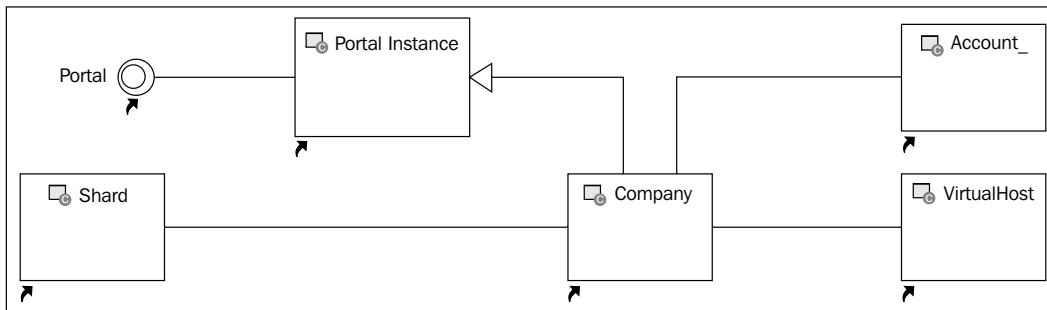 Portal Instance
Account_
Portal
Shard
Company
VirtualHost